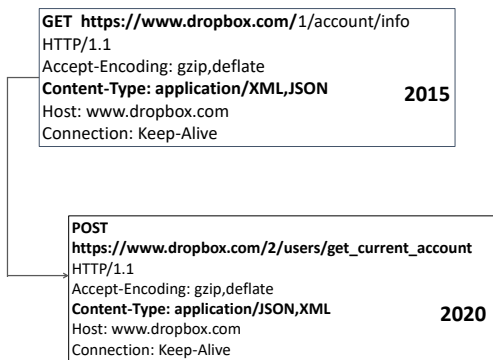 GET https://www.dropbox.com/1/account/info
HTTP/1.1
Accept-Encoding: gzip,deflate
Content-Type: application/XML,JSON
2015
Host: www.dropbox.com
Connection: Keep-Alive
POST
https://www.dropbox.com/2/users/get_current_account
HTTP/1.1
Accept-Encoding: gzip,deflate
Content-Type: application/JSON,XML
2020
Host: www.dropbox.com
Connection: Keep-Alive